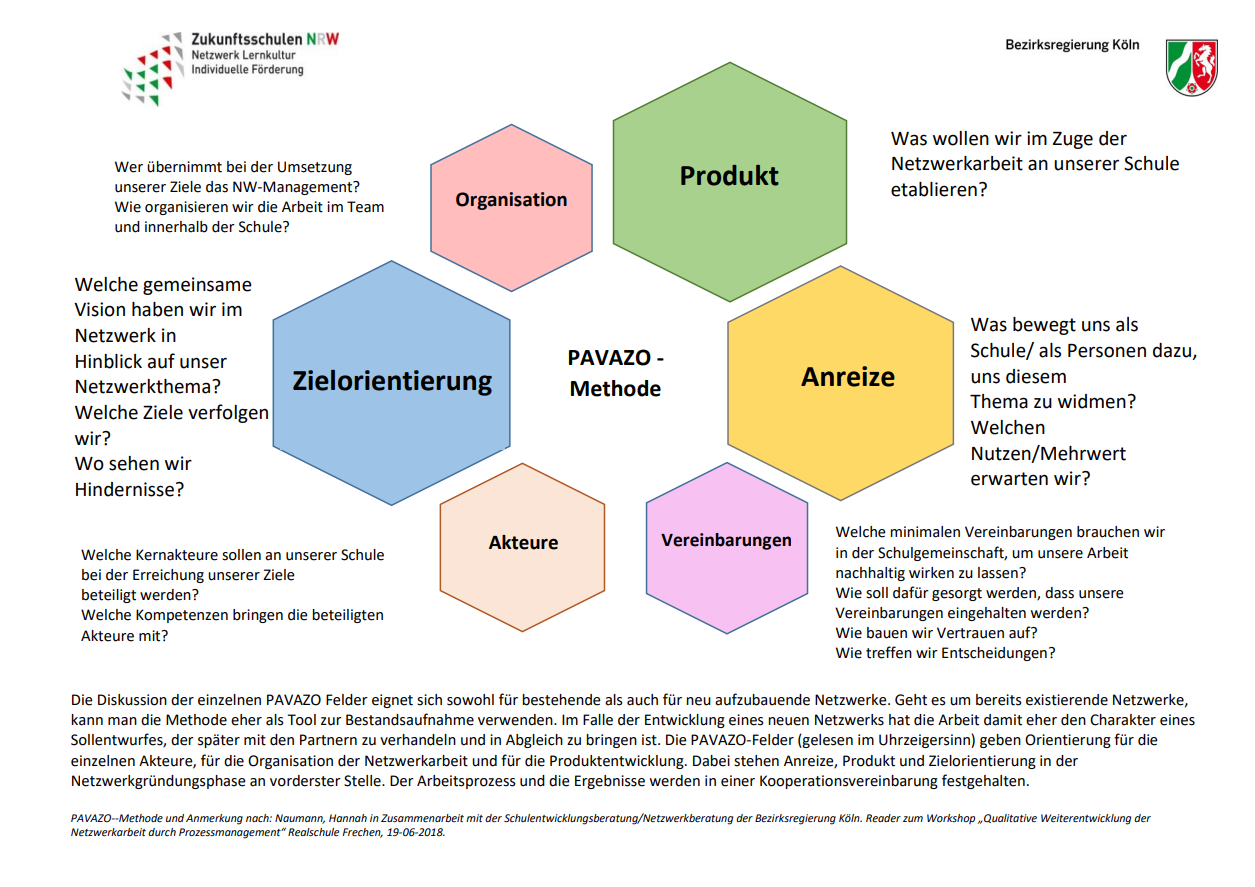 Zukunftsschulen NRW
Netzwerk Lernkultur
Individuelle Förderung
Bezirksregierung Köln
Produkt
Was wollen wir im Zuge der
Netzwerkarbeit an unserer Schule
etablieren?
Wer übernimmt bei der Umsetzung
unserer Ziele das NW-Management?
Wie organisieren wir die Arbeit im Team
und innerhalb der Schule?
Organisation
Welche gemeinsame
Vision haben wir im
Netzwerk in
Hinblick auf unser
Netzwerkthema?
Welche Ziele verfolgen
wir?
Wo sehen wir
Hindernisse?
Zielorientierung
PAVAZO -
Methode
Anreize
Was bewegt uns als
Schule/ als Personen dazu,
uns diesem
Thema zu widmen?
Welchen
Nutzen/Mehrwert
erwarten wir?
Welche Kernakteure sollen an unserer Schule
bei der Erreichung unserer Ziele
beteiligt werden?
Welche Kompetenzen bringen die beteiligten
Akteure mit?
Akteure
Vereinbarungen
Welche minimalen Vereinbarungen brauchen wir
in der Schulgemeinschaft, um unsere Arbeit
nachhaltig wirken zu lassen?
Wie soll dafür gesorgt werden, dass unsere
Vereinbarungen eingehalten werden?
Wie bauen wir Vertrauen auf?
Wie treffen wir Entscheidungen?
Die Diskussion der einzelnen PAVAZO Felder eignet sich sowohl für bestehende als auch für neu aufzubauende Netzwerke. Geht es um bereits existierende Netzwerke,
kann man die Methode eher als Tool zur Bestandsaufnahme verwenden. Im Falle der Entwicklung eines neuen Netzwerks hat die Arbeit damit eher den Charakter eines
Sollentwurfes, der später mit den Partnern zu verhandeln und in Abgleich zu bringen ist. Die PAVAZO-Felder (gelesen im Uhrzeigersinn) geben Orientierung für die
einzelnen Akteure, für die Organisation der Netzwerkarbeit und für die Produktentwicklung. Dabei stehen Anreize, Produkt und Zielorientierung in der
Netzwerkgründungsphase an vorderster Stelle. Der Arbeitsprozess und die Ergebnisse werden in einer Kooperationsvereinbarung festgehalten.
PAVAZO--Methode und Anmerkung nach: Naumann, Hannah in Zusammenarbeit mit der Schulentwicklungsberatung/Netzwerkberatung der Bezirksregierung Köln. Reader zum Workshop „Qualitative Weiterentwicklung der
Netzwerkarbeit durch Prozessmanagement“ Realschule Frechen, 19-06-2018.